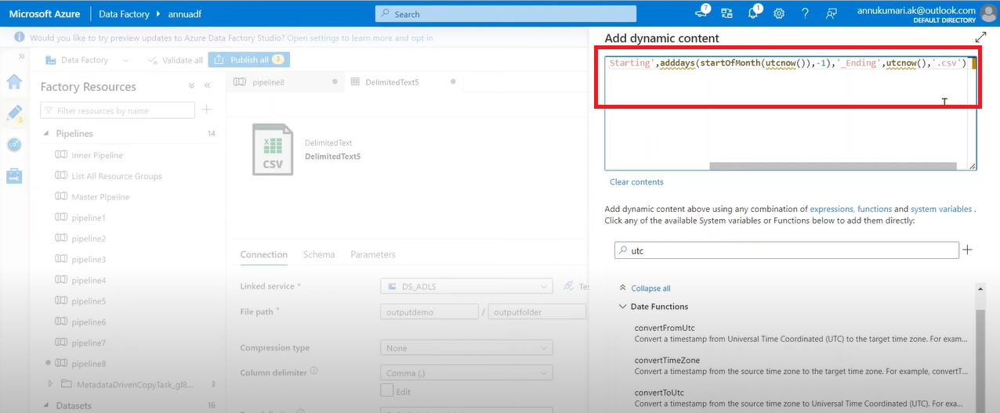 Microsoft Azure Data Factory annuadf Search 7 1 annukumari.ak@outlook.com
DEFAULT DIRECTORY
Would you like to try preview updates to Azure Data Factory Studio? Open settings to learn more and opt in
Data Factory Validate all Publish all 3
Factory Resources
pipeline8 DelimitedText5
Filter resources by name
3
Pipelines 14
Inner Pipeline
List All Resource Groups
Master Pipeline
pipeline1
pipeline2
pipeline3
pipeline4
pipeline5
pipeline6
pipeline7
pipeline8
MetadataDrivenCopyTask_gl8... 3
Datasets 16
CSV
DelimitedText
DelimitedText5
Connection Schema Parameters
Linked service * DS_ADLS Tes
File path * outputdemo / outputfolder
Compression type None
Column delimiter Comma (,)
Edit
Add dynamic content
Starting',adddays(startOfMonth(utcnow()),-1),'_Ending',utcnow(),'.csv')
Clear contents
Add dynamic content above using any combination of expressions, functions and system variables .
Click any of the available System variables or Functions below to add them directly:
utc
Collapse all
Date Functions
convertFromUtc
Convert a timestamp from Universal Time Coordinated (UTC) to the target time zone. For exam...
convertTimeZone
Convert a timestamp from the source time zone to the target time zone. For example, convertT...
convertToUtc
Convert a timestamp from the source time zone to Universal Time Coordinated (UTC). For exa...